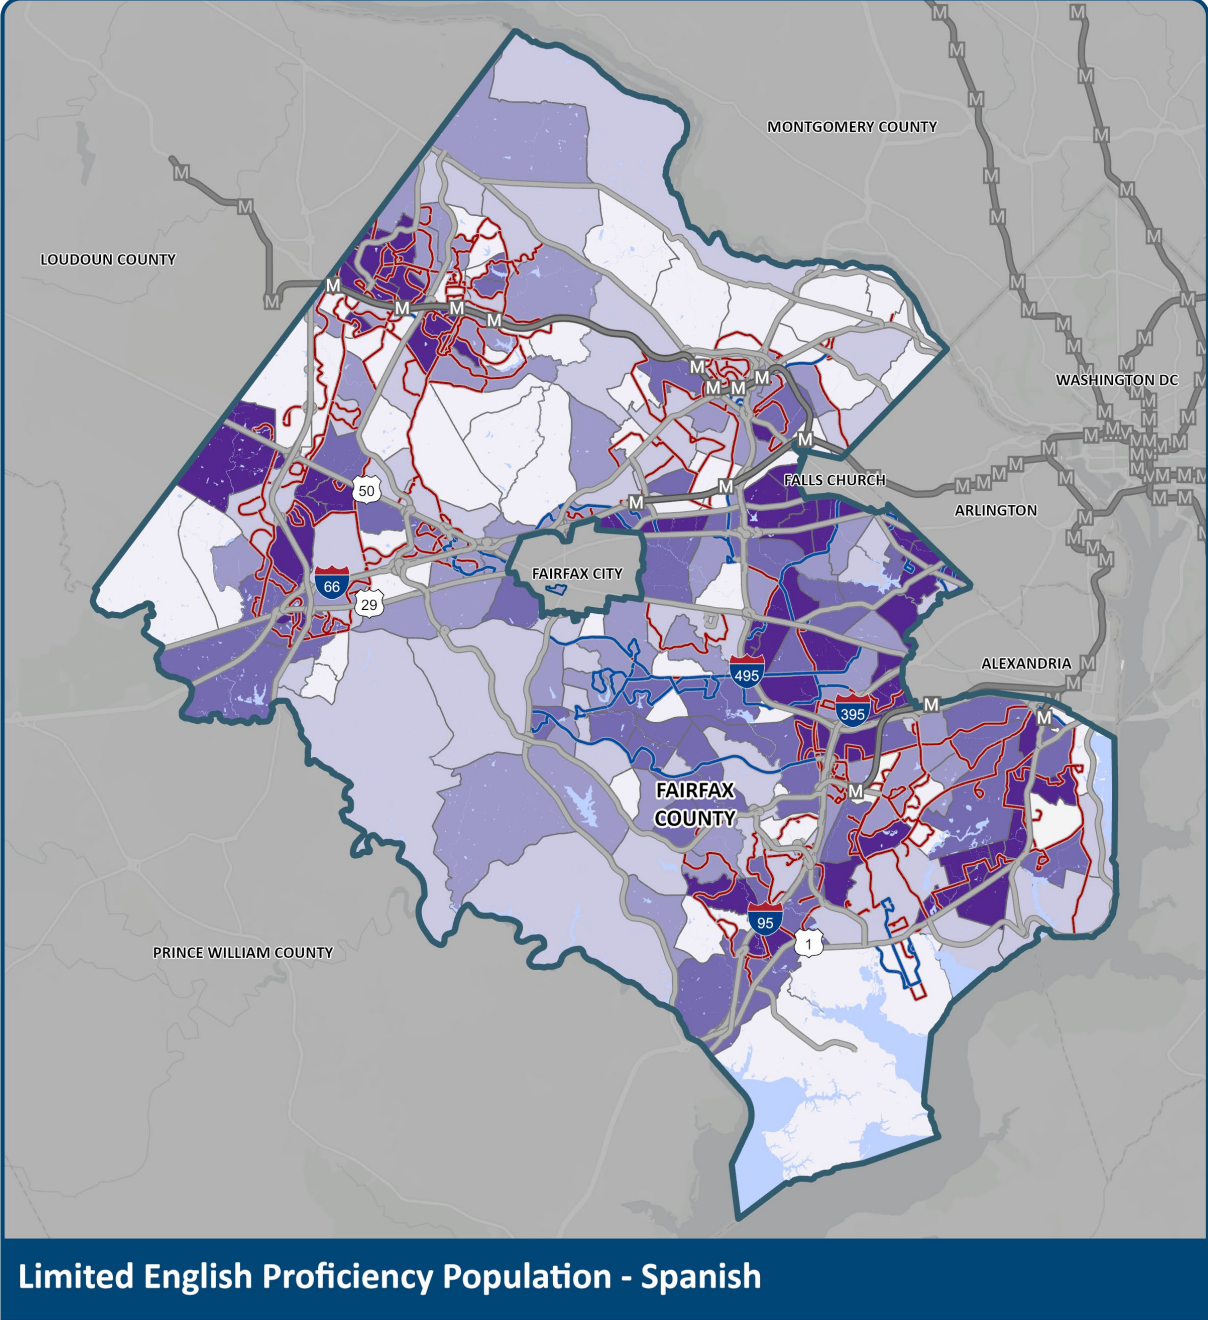 M M
MONTGOMERY COUNTY
M M
M M
M
M M M
M M
M
LOUDOUN COUNTY
M
M M M
M M M M
M M
M M
M M
WASHINGTON DC
M M M
M
M
M
M M M M M M
50
M M
FALLS CHURCH
M M M M
ARLINGTON
FAIRFAX CITY
66
29
495
ALEXANDRIA
M
M
395
M
M
FAIRFAX
COUNTY
M
95
1
PRINCE WILLIAM COUNTY
Limited English Proficiency Population - Spanish